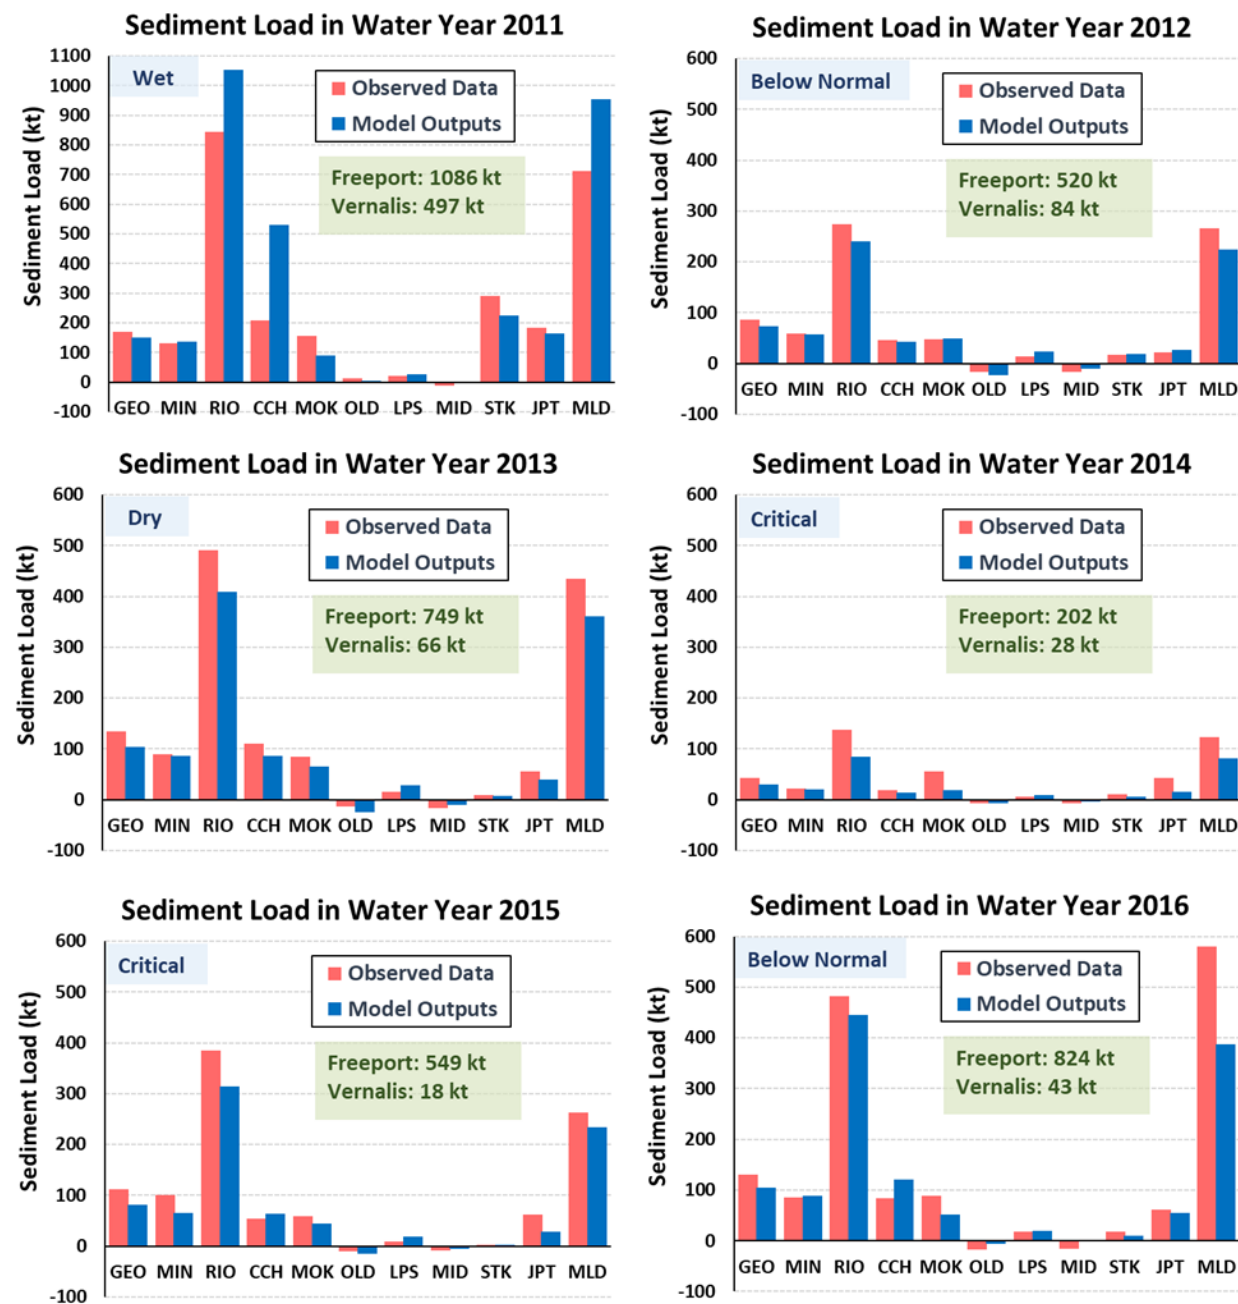 Sediment Load in Water Year 2011
Sediment Load (kt)
1100
1000
900
800
700
600
500
400
300
200
100
0
-100
Wet
Observed Data
Model Outputs
Freeport: 1086 kt
Vernalis: 497 kt
GEO MIN RIO CCH MOK OLD LPS MID STK JPT MLD
Sediment Load in Water Year 2012
Sediment Load (kt)
600
500
400
300
200
100
0
-100
Below Normal
Observed Data
Model Outputs
Freeport: 520 kt
Vernalis: 84 kt
GEO MIN RIO CCH MOK OLD LPS MID STK JPT MLD
Sediment Load in Water Year 2013
Sediment Load (kt)
600
500
400
300
200
100
0
-100
Dry
Observed Data
Model Outputs
Freeport: 749 kt
Vernalis: 66 kt
GEO MIN RIO CCH MOK OLD LPS MID STK JPT MLD
Sediment Load in Water Year 2014
Sediment Load (kt)
600
500
400
300
200
100
0
-100
Critical
Observed Data
Model Outputs
Freeport: 202 kt
Vernalis: 28 kt
GEO MIN RIO CCH MOK OLD LPS MID STK JPT MLD
Sediment Load in Water Year 2015
Sediment Load (kt)
600
500
400
300
200
100
0
-100
Critical
Observed Data
Model Outputs
Freeport: 549 kt
Vernalis: 18 kt
GEO MIN RIO CCH MOK OLD LPS MID STK JPT MLD
Sediment Load in Water Year 2016
Sediment Load (kt)
600
500
400
300
200
100
0
-100
Below Normal
Observed Data
Model Outputs
Freeport: 824 kt
Vernalis: 43 kt
GEO MIN RIO CCH MOK OLD LPS MID STK JPT MLD